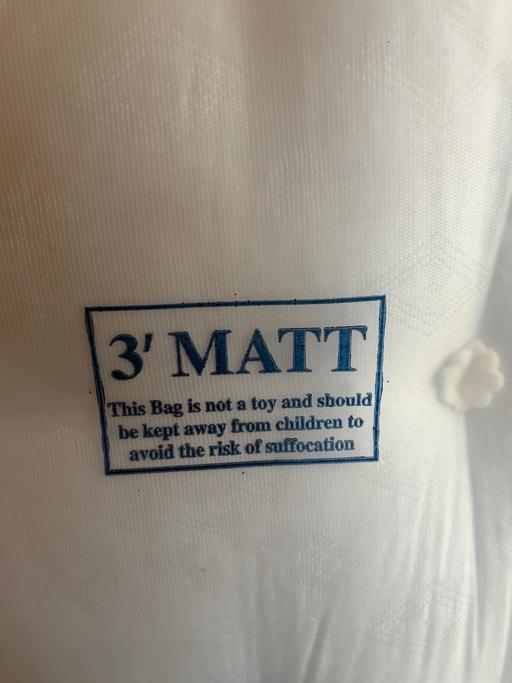 3' MATT
This Bag is not a toy and should
be kept away from children to
avoid the risk of suffocation